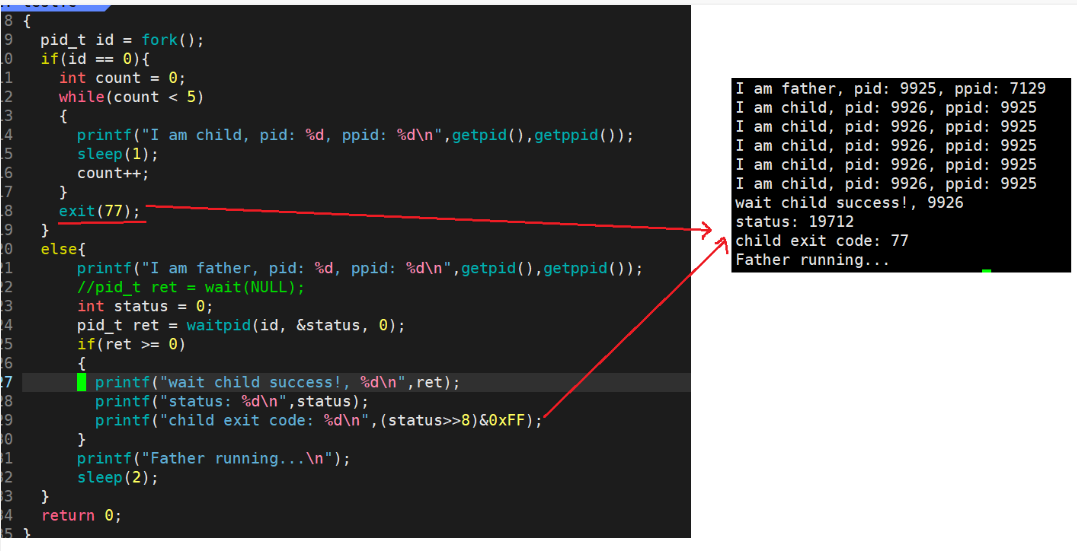 8 {
9   pid_t id = fork();
10   if(id == 0){
11     int count = 0;
12     while(count < 5)
13     {
14       printf("I am child, pid: %d, ppid: %d\n",getpid(),getppid());
15       sleep(1);
16       count++;
17     }
18     exit(77);
19   }
20   else{
21       printf("I am father, pid: %d, ppid: %d\n",getpid(),getppid());
22       //pid_t ret = wait(NULL);
23       int status = 0;
24       pid_t ret = waitpid(id, &status, 0);
25       if(ret >= 0)
26       {
27         printf("wait child success!, %d\n",ret);
28         printf("status: %d\n",status);
29         printf("child exit code: %d\n",(status>>8)&0xFF);
30       }
31       printf("Father running...\n");
32       sleep(2);
33   }
34   return 0;
35 }
I am father, pid: 9925, ppid: 7129
I am child, pid: 9926, ppid: 9925
I am child, pid: 9926, ppid: 9925
I am child, pid: 9926, ppid: 9925
I am child, pid: 9926, ppid: 9925
I am child, pid: 9926, ppid: 9925
wait child success!, 9926
status: 19712
child exit code: 77
Father running...